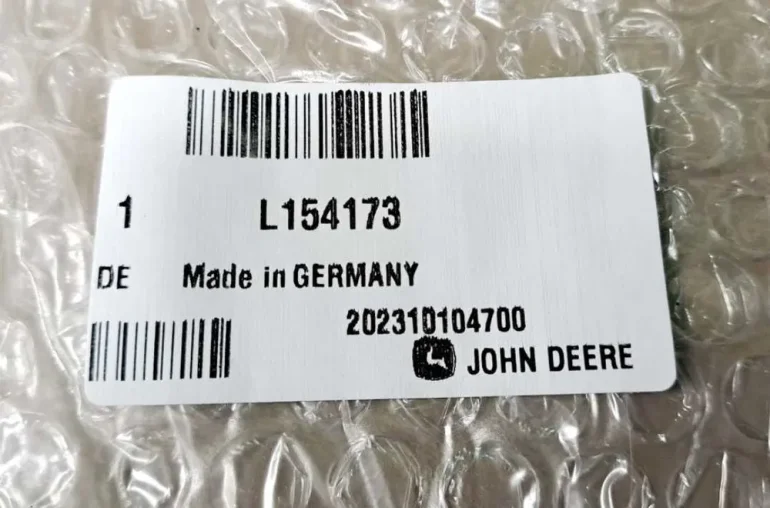 1 L154173
DE Made in GERMANY
202310104700
JOHN DEERE